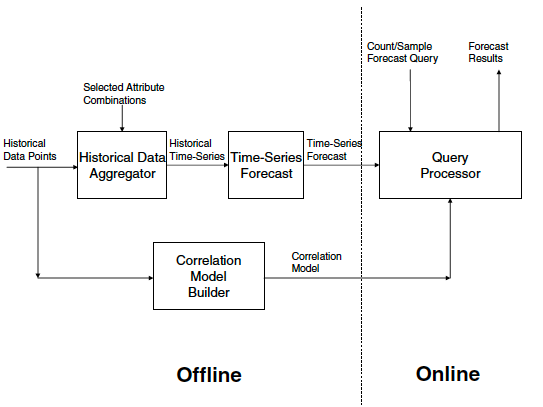 Count/Sample
Forecast Query
Forecast
Results
Selected Attribute
Combinations
Historical
Data Points
Historical Data
Aggregator
Historical
Time-Series
Time-Series
Forecast
Time-Series
Forecast
Query
Processor
Correlation
Model
Builder
Correlation
Model
Offline
Online